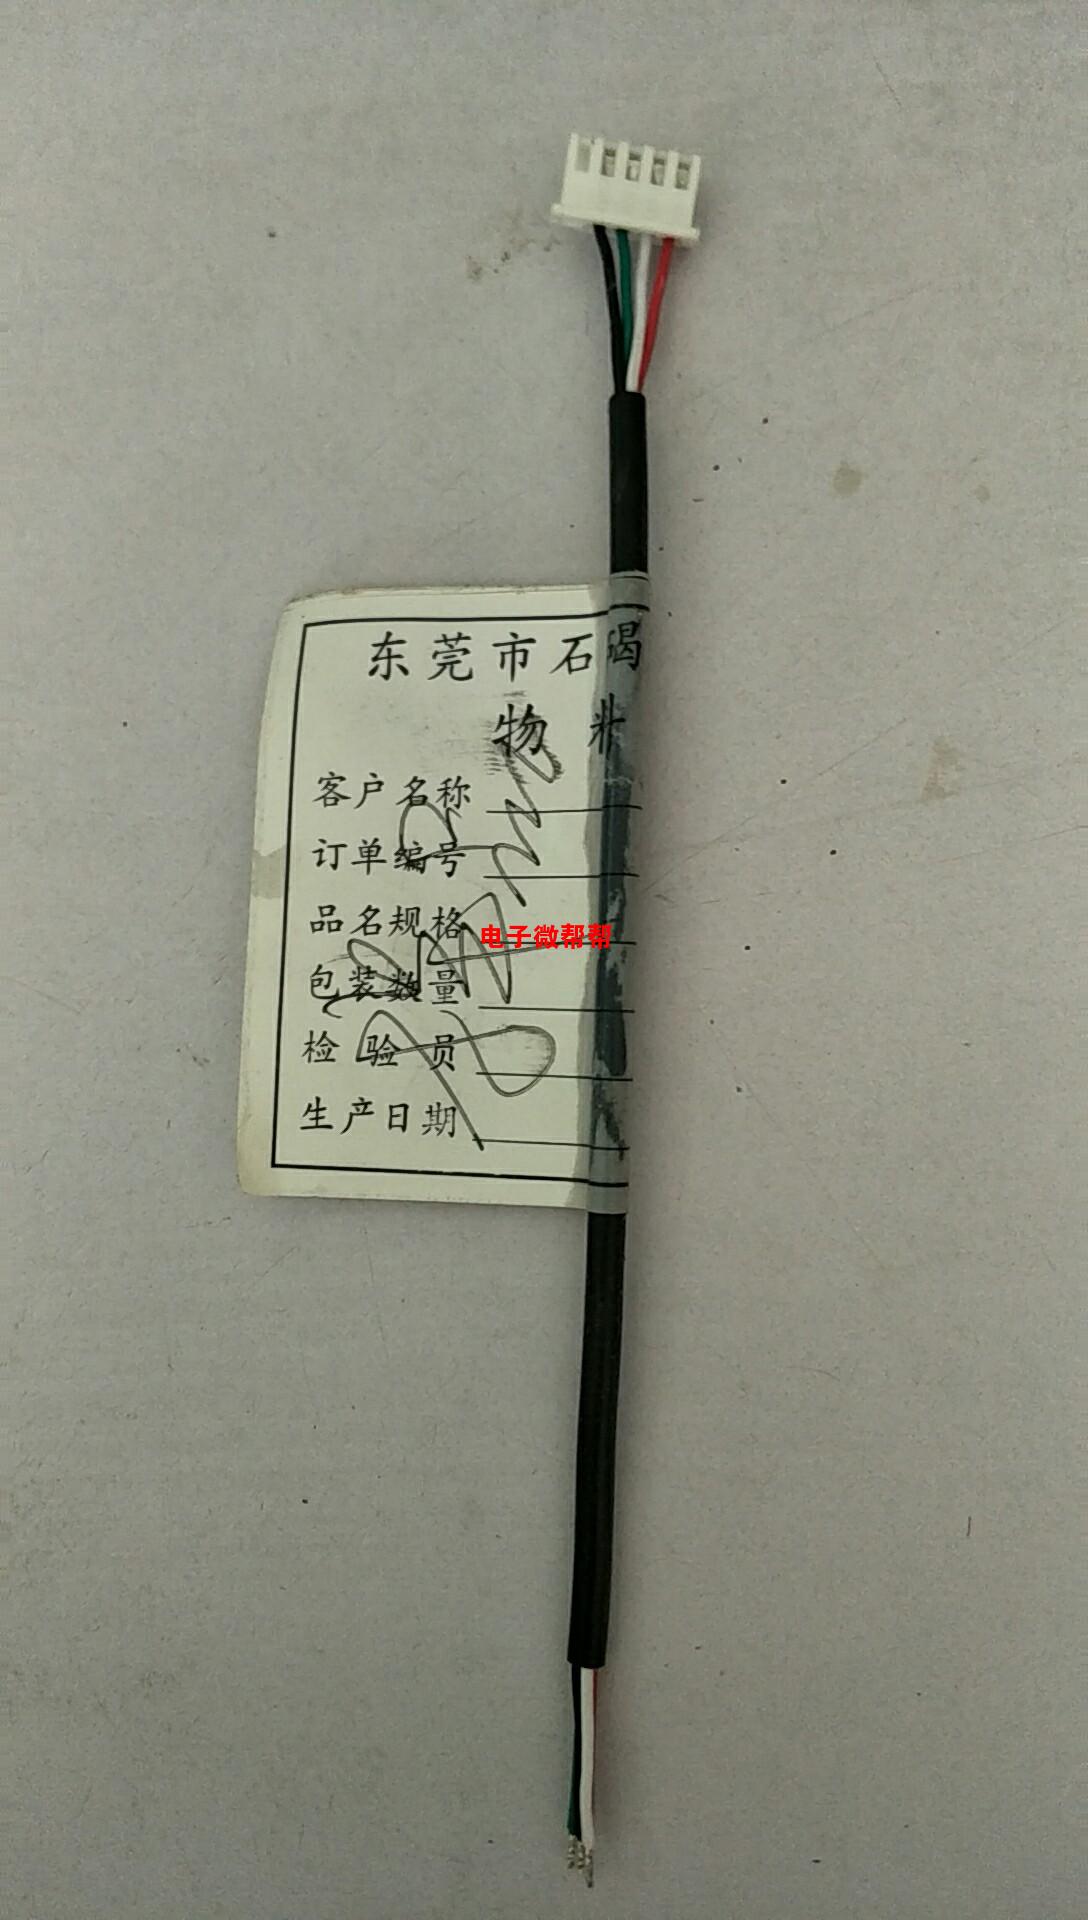 东莞市石碣
物
客户名称
订单编号
品名规格
电子微帮帮
包装数量
检验员
生产日期